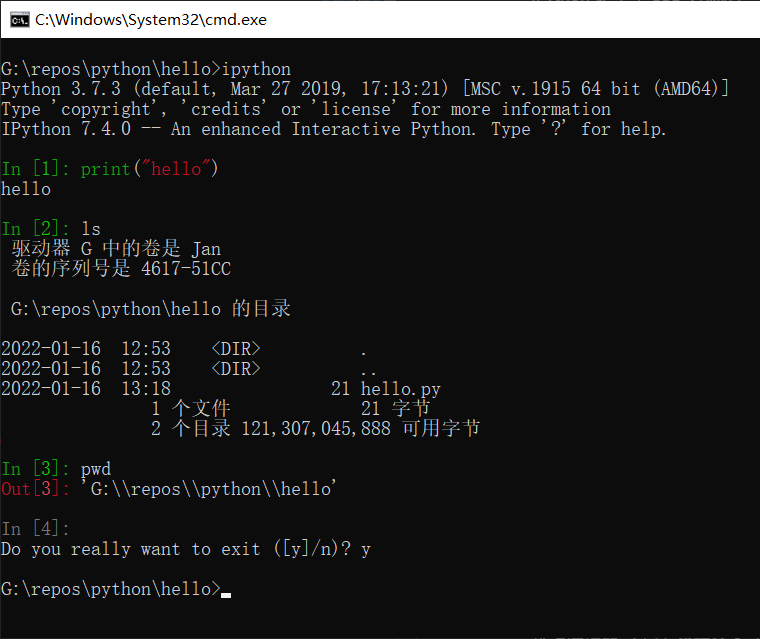 C:\Windows\System32\cmd.exe
G:\repos\python\hello>ipython
Python 3.7.3 (default, Mar 27 2019, 17:13:21) [MSC v.1915 64 bit (AMD64)]
Type 'copyright', 'credits' or 'license' for more information
IPython 7.4.0 -- An enhanced Interactive Python. Type '?' for help.
In [1]: print("hello")
hello
In [2]: ls
驱动器 G 中的卷是 Jan
卷的序列号是 4617-51CC
G:\repos\python\hello 的目录
2022-01-16  12:53    <DIR>          .
2022-01-16  12:53    <DIR>          ..
2022-01-16  13:18                21 hello.py
1 个文件             21 字节
2 个目录 121,307,045,888 可用字节
In [3]: pwd
Out[3]: 'G:\\repos\\python\\hello'
In [4]:
Do you really want to exit ([y]/n)? y
G:\repos\python\hello>